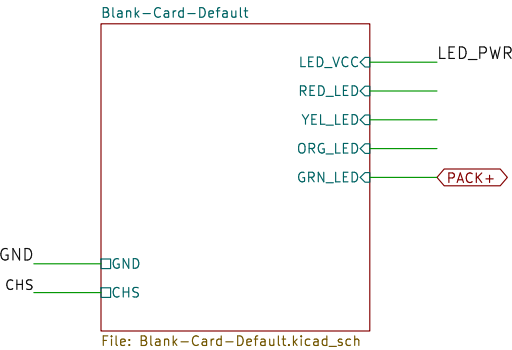 Blank-Card-Default
LED_VCC
LED_PWR
RED_LED
YEL_LED
ORG_LED
GRN_LED
PACK+
GND
GND
CHS
CHS
File: Blank-Card-Default.kicad_sch